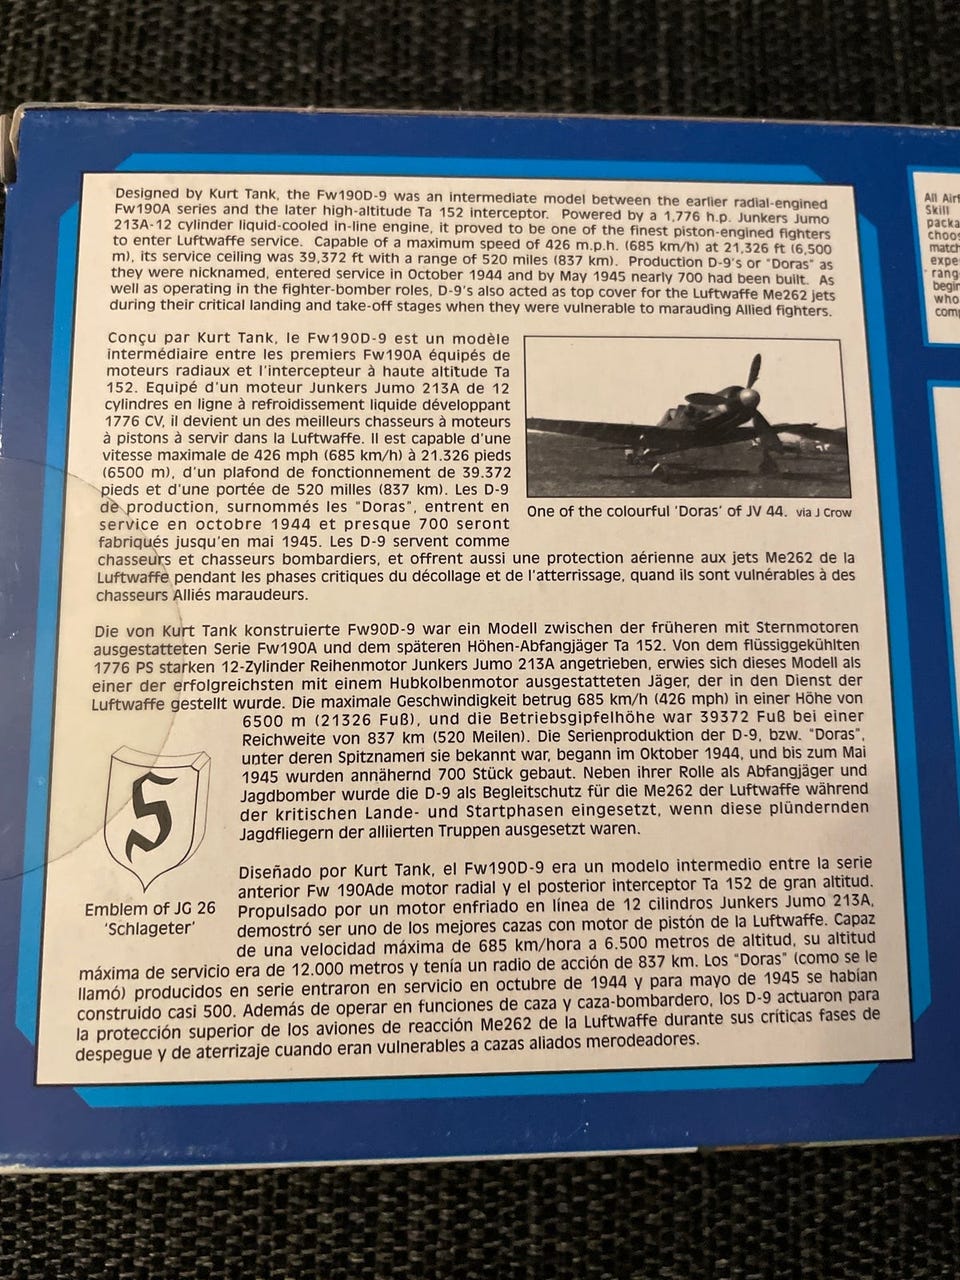 Designed by Kurt Tank, the Fw190D-9 was an intermediate model between the earlier radial-engined
Fw190A series and the later high-altitude Ta 152 interceptor. Powered by a 1,776 h.p. Junkers Jumo
213A-12 cylinder liquid-cooled in-line engine, it proved to be one of the finest piston-engined fighters
to enter Luftwaffe service. Capable of a maximum speed of 426 m.p.h. (685 km/h) at 21,326 ft (6,500
m), its service ceiling was 39,372 ft with a range of 520 miles (837 km). Production D-9's or "Doras" as
they were nicknamed, entered service in October 1944 and by May 1945 nearly 700 had been built. As
well as operating in the fighter-bomber roles, D-9's also acted as top cover for the Luftwaffe Me262 jets
during their critical landing and take-off stages when they were vulnerable to marauding Allied fighters.
Conçu par Kurt Tank, le Fw190D-9 est un modèle
intermédiaire entre les premiers Fw190A équipés de
moteurs radiaux et l'intercepteur à haute altitude Ta
152. Equipé d'un moteur Junkers Jumo 213A de 12
cylindres en ligne à refroidissement liquide développant
1776 CV, il devient un des meilleurs chasseurs à moteurs
à pistons à servir dans la Luftwaffe. Il est capable d'une
vitesse maximale de 426 mph (685 km/h) à 21.326 pieds
(6500 m), d'un plafond de fonctionnement de 39.372
pieds et d'une portée de 520 milles (837 km). Les D-9
de production, surnommés les "Doras", entrent en
service en octobre 1944 et presque 700 seront
fabriqués jusqu'en mai 1945. Les D-9 servent comme
chasseurs et chasseurs bombardiers, et offrent aussi une protection aérienne aux jets Me262 de la
Luftwaffe pendant les phases critiques du décollage et de l'atterrissage, quand ils sont vulnérables à des
chasseurs Alliés maraudeurs.
One of the colourful 'Doras' of JV 44. via J Crow
Die von Kurt Tank konstruierte Fw90D-9 war ein Modell zwischen der früheren mit Sternmotoren
ausgestatteten Serie Fw190A und dem späteren Höhen-Abfangjäger Ta 152. Von dem flüssiggekühlten
1776 PS starken 12-Zylinder Reihenmotor Junkers Jumo 213A angetrieben, erwies sich dieses Modell als
einer der erfolgreichsten mit einem Hubkolbenmotor ausgestatteten Jäger, der in den Dienst der
Luftwaffe gestellt wurde. Die maximale Geschwindigkeit betrug 685 km/h (426 mph) in einer Höhe von
6500 m (21326 Fuß), und die Betriebsgipfelhöhe war 39372 Fuß bei einer
Reichweite von 837 km (520 Meilen). Die Serienproduktion der D-9, bzw. "Doras",
unter deren Spitznamen sie bekannt war, begann im Oktober 1944, und bis zum Mai
1945 wurden annähernd 700 Stück gebaut. Neben ihrer Rolle als Abfangjäger und
Jagdbomber wurde die D-9 als Begleitschutz für die Me262 der Luftwaffe während
der kritischen Lande- und Startphasen eingesetzt, wenn diese plündernden
Jagdfliegern der alliierten Truppen ausgesetzt waren.
S
Emblem of JG 26
'Schlageter'
Diseñado por Kurt Tank, el Fw190D-9 era un modelo intermedio entre la serie
anterior Fw 190Ade motor radial y el posterior interceptor Ta 152 de gran altitud.
Propulsado por un motor enfriado en línea de 12 cilindros Junkers Jumo 213A,
demostró ser uno de los mejores cazas con motor de pistón de la Luftwaffe. Capaz
de una velocidad máxima de 685 km/hora a 6.500 metros de altitud, su altitud
máxima de servicio era de 12.000 metros y tenía un radio de acción de 837 km. Los "Doras" (como se le
llamó) producidos en serie entraron en servicio en octubre de 1944 y para mayo de 1945 se habían
construido casi 500. Además de operar en funciones de caza y caza-bombardero, los D-9 actuaron para
la protección superior de los aviones de reacción Me262 de la Luftwaffe durante sus críticas fases de
despegue y de aterrizaje cuando eran vulnerables a cazas aliados merodeadores.
All Airf
Skill
packa
choos
match
expe
rang
begin
who
comp